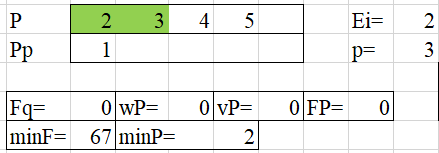 P 2 3 4 5 Ei= 2
Pp 1 p= 3
Fq= 0 wP= 0 vP= 0 FP= 0
minF= 67 minP= 2